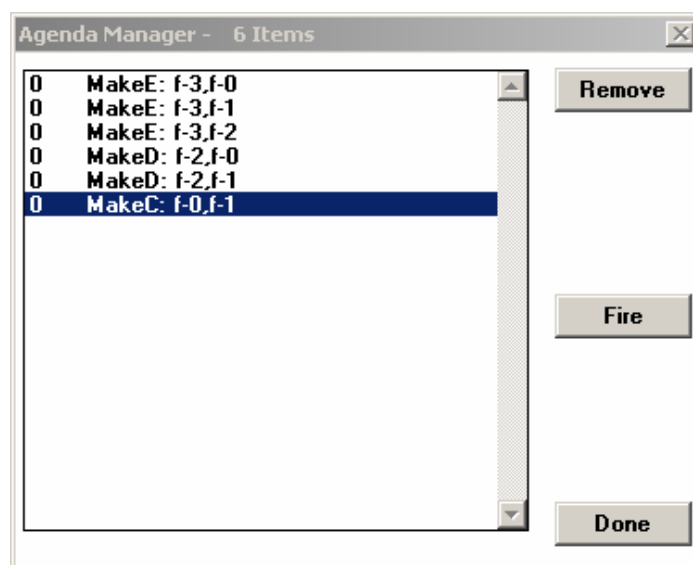 Agenda Manager - 6 Items
0 MakeE: f-3,f-0
0 MakeE: f-3,f-1
0 MakeE: f-3,f-2
0 MakeD: f-2,f-0
0 MakeD: f-2,f-1
0 MakeC: f-0,f-1
Remove
Fire
Done